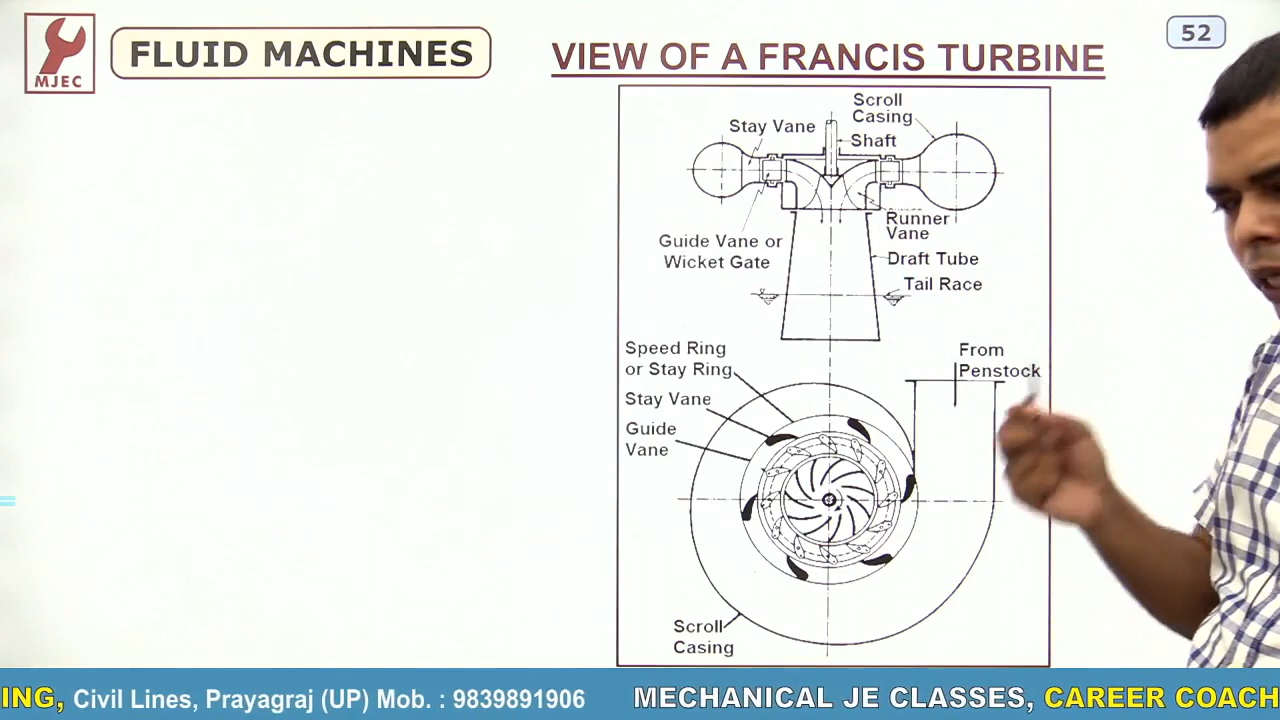 MJEC
FLUID MACHINES
VIEW OF A FRANCIS TURBINE
52
Scroll
Casing
Stay Vane
Shaft
Runner
Vane
Guide Vane or
Wicket Gate
Draft Tube
Tail Race
Speed Ring
or Stay Ring
From
Penstock
Stay Vane
Guide
Vane
Scroll
Casing
ING, Civil Lines, Prayagraj (UP) Mob. : 9839891906 MECHANICAL JE CLASSES, CAREER COACH